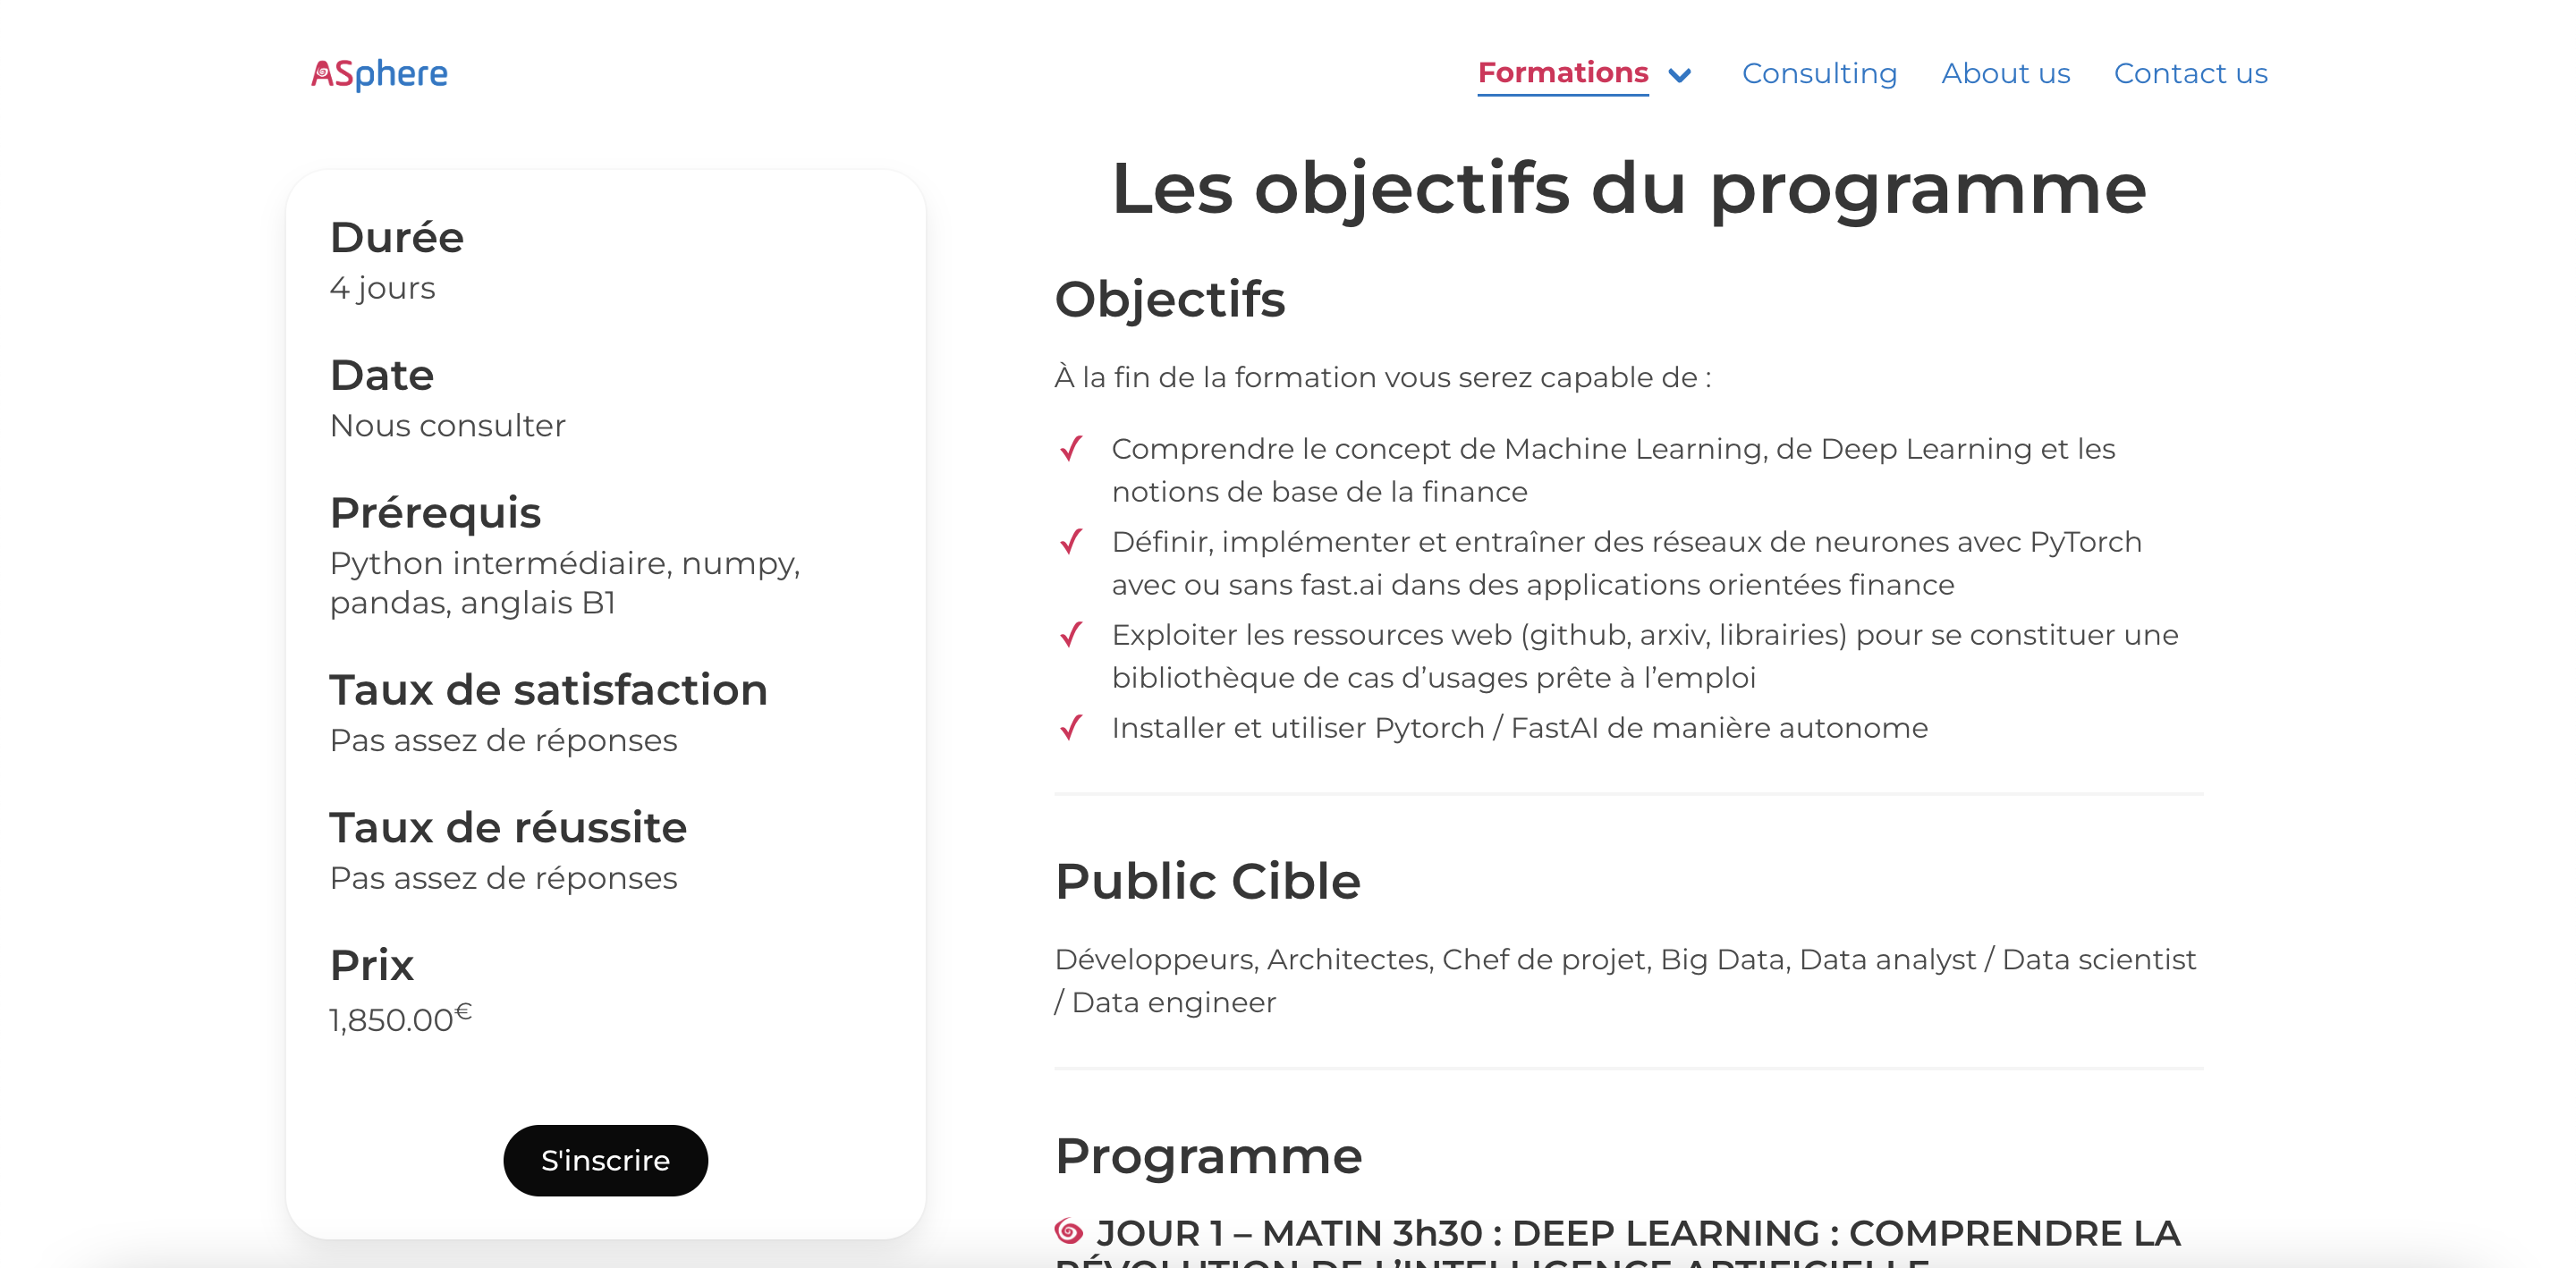 ASphere
Formations
Consulting
About us
Contact us
Durée
4 jours
Date
Nous consulter
Prérequis
Python intermédiaire, numpy,
pandas, anglais B1
Taux de satisfaction
Pas assez de réponses
Taux de réussite
Pas assez de réponses
Prix
1,850.00€
S'inscrire
Les objectifs du programme
Objectifs
À la fin de la formation vous serez capable de :
Comprendre le concept de Machine Learning, de Deep Learning et les
notions de base de la finance
Définir, implémenter et entraîner des réseaux de neurones avec PyTorch
avec ou sans fast.ai dans des applications orientées finance
Exploiter les ressources web (github, arxiv, librairies) pour se constituer une
bibliothèque de cas d’usages prête à l’emploi
Installer et utiliser Pytorch / FastAI de manière autonome
Public Cible
Développeurs, Architectes, Chef de projet, Big Data, Data analyst / Data scientist
/ Data engineer
Programme
JOUR 1 – MATIN 3h30 : DEEP LEARNING : COMPRENDRE LA
RÉVOLUTION DE L’INTELLIGENCE ARTIFICIELLE